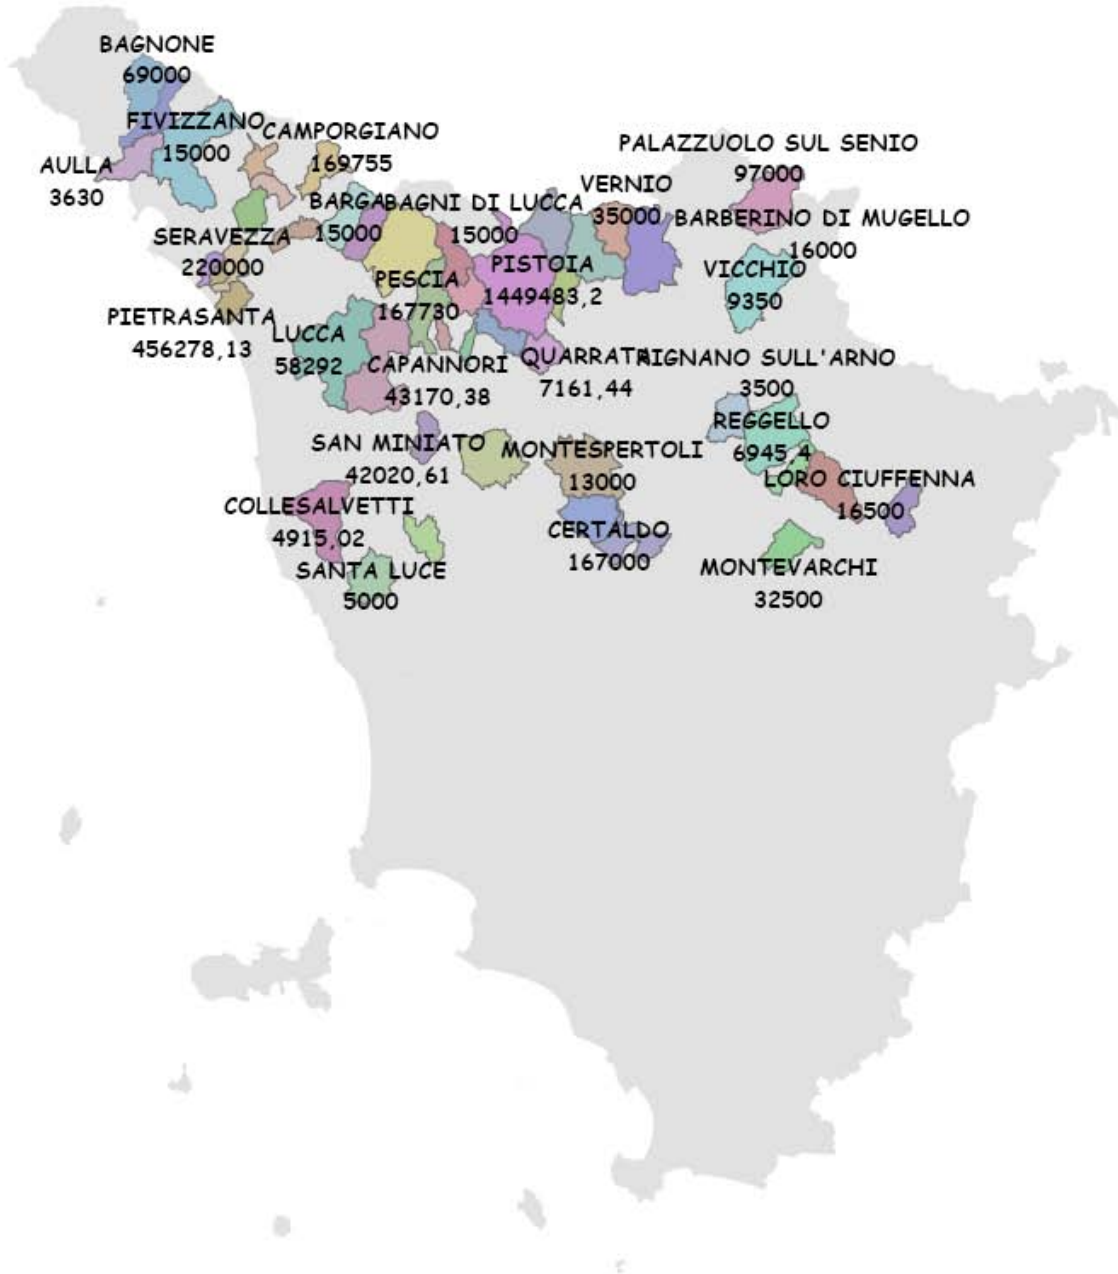 BAGNONE
69000
FIVIZZANO
15000
CAMPORGIANO
169755
AULLA
3630
PALAZZUOLO SUL SENIO
97000
VERNIO
35000
BARGA
15000
BAGNI DI LUCCA
15000
BARBERINO DI MUGELLO
16000
SERAVEZZA
220000
PISTOIA
1449483,2
VICCHIO
9350
PESCIA
167730
PIETRASANTA
456278,13
LUCCA
58292
CAPANNORI
43170,38
QUARRATA
7161,44
RIGNANO SULL'ARNO
3500
REGGELLO
6945,4
SAN MINIATO
42020,61
MONTESPERTOLI
13000
LORO CIUFFENNA
16500
COLLESALVETTI
4915,02
CERTALDO
167000
SANTA LUCE
5000
MONTEVARCHI
32500